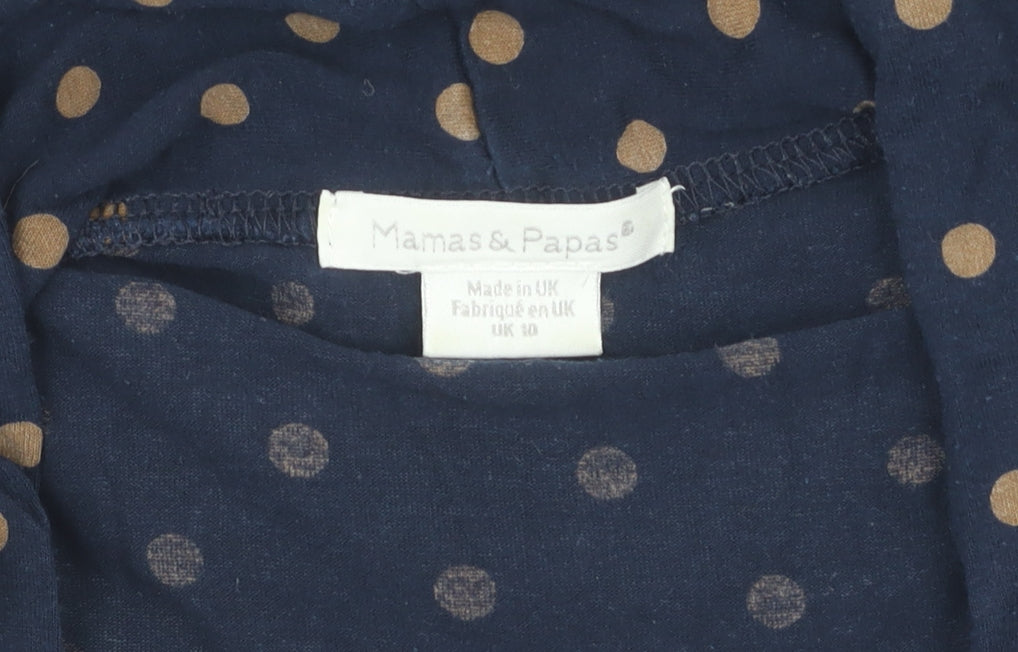 Mamas & Papas®
Made in UK
Fabriqué en UK
UK 10